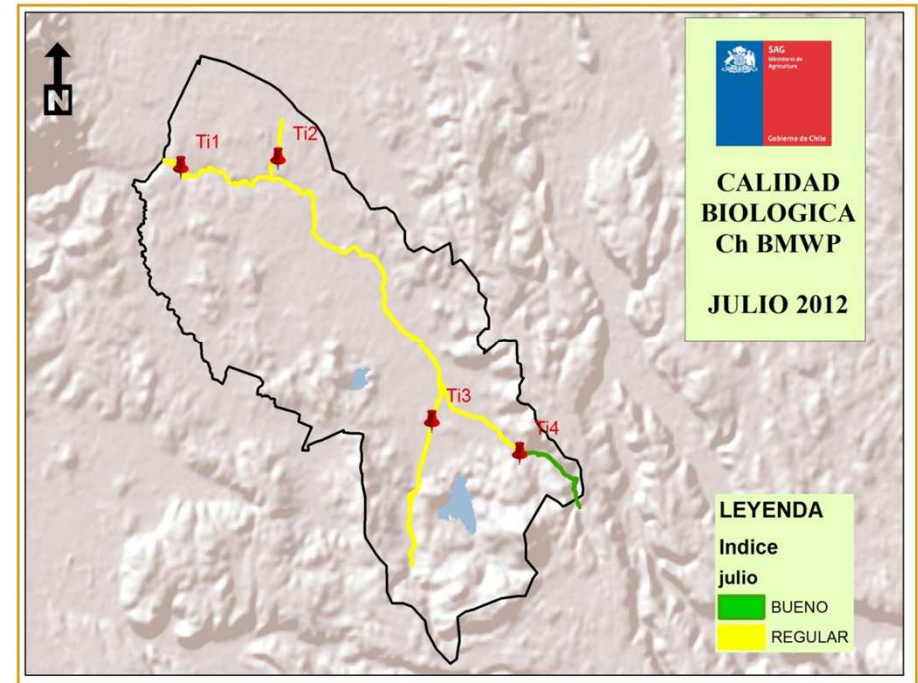 N
Ti1
Ti2
Ti3
Ti4
SAG
Ministerio de
Agricultura
Gobierno de Chile
CALIDAD
BIOLOGICA
Ch BMWP
JULIO 2012
LEYENDA
Indice
julio
BUENO
REGULAR